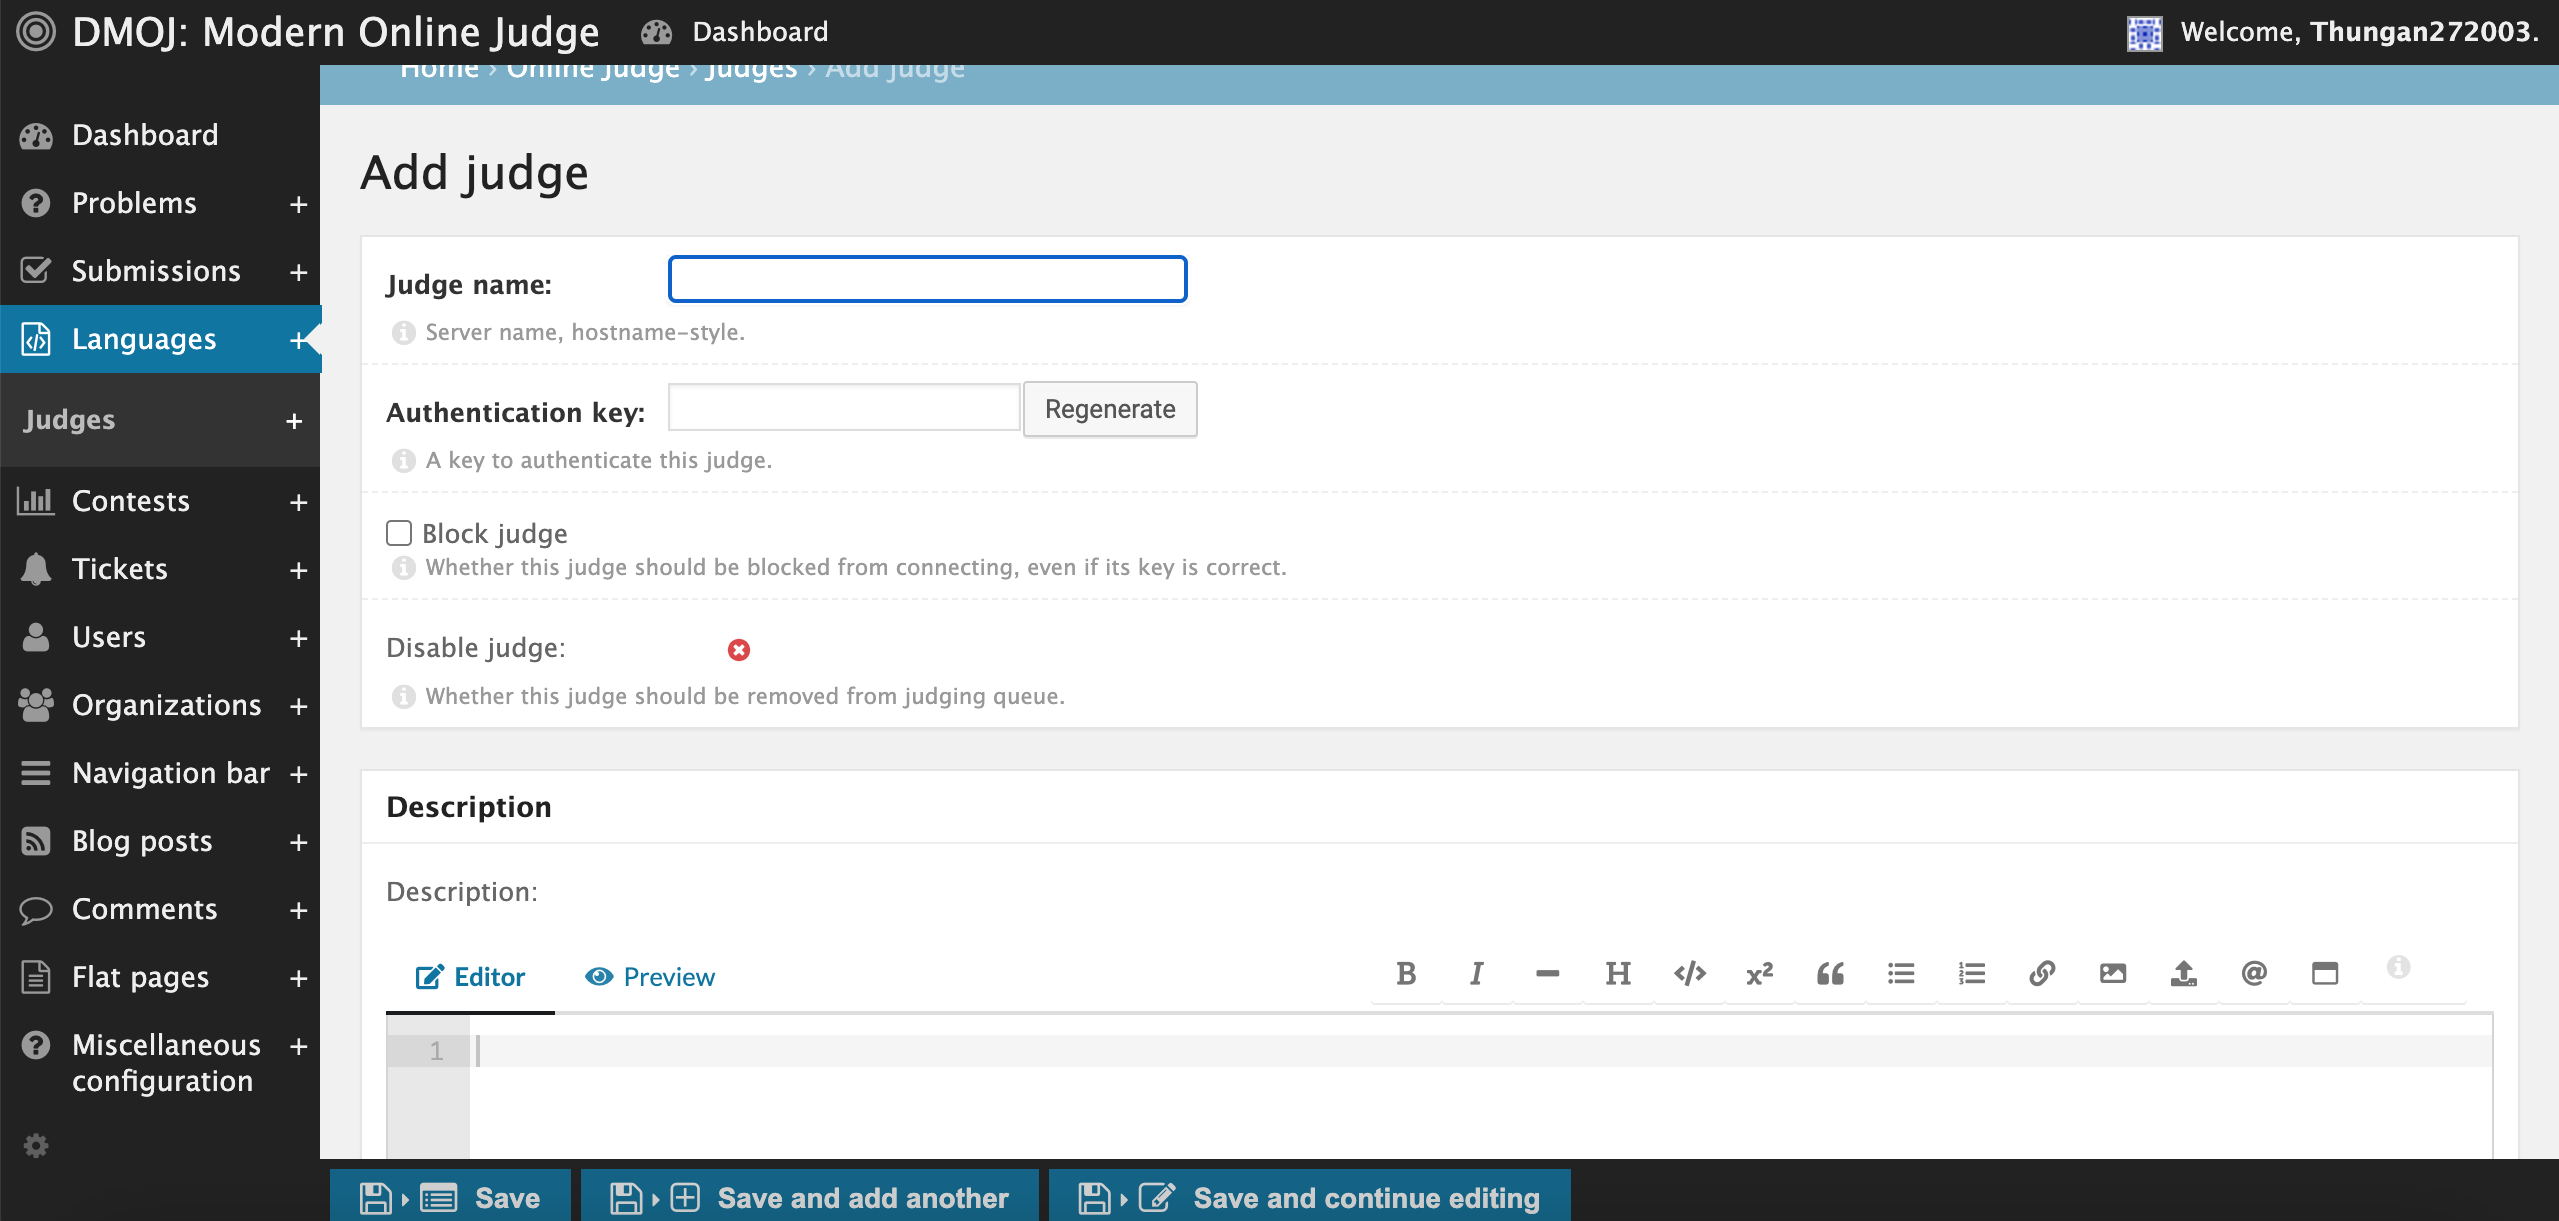 DMOJ: Modern Online Judge
Dashboard
Welcome, Thungan272003.
Home › Online Judge › Judges › Add judge
Dashboard
Problems +
Submissions +
Languages +
Judges +
Contests +
Tickets +
Users +
Organizations +
Navigation bar +
Blog posts +
Comments +
Flat pages +
Miscellaneous +
configuration
Add judge
Judge name:
Server name, hostname-style.
Authentication key:
Regenerate
A key to authenticate this judge.
Block judge
Whether this judge should be blocked from connecting, even if its key is correct.
Disable judge:
Whether this judge should be removed from judging queue.
Description
Description:
Editor
Preview
B I H </> x² “ @
1
Save
Save and add another
Save and continue editing